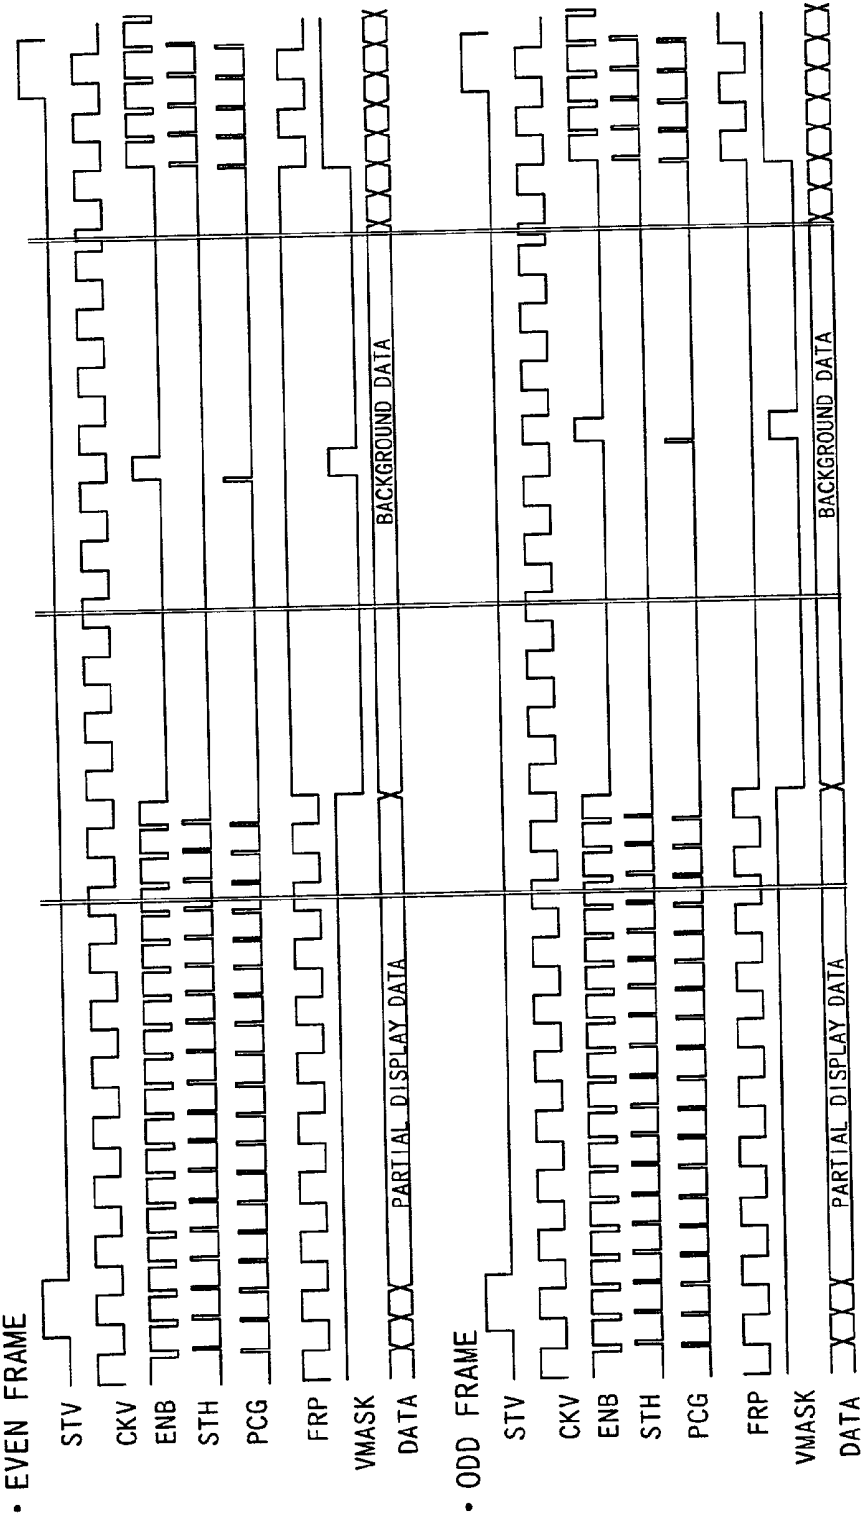 • EVEN FRAME
STV
CKV
ENB
STH
PCG
FRP
VMASK
DATA
PARTIAL DISPLAY DATA
BACKGROUND DATA
• ODD FRAME
STV
CKV
ENB
STH
PCG
FRP
VMASK
DATA
PARTIAL DISPLAY DATA
BACKGROUND DATA